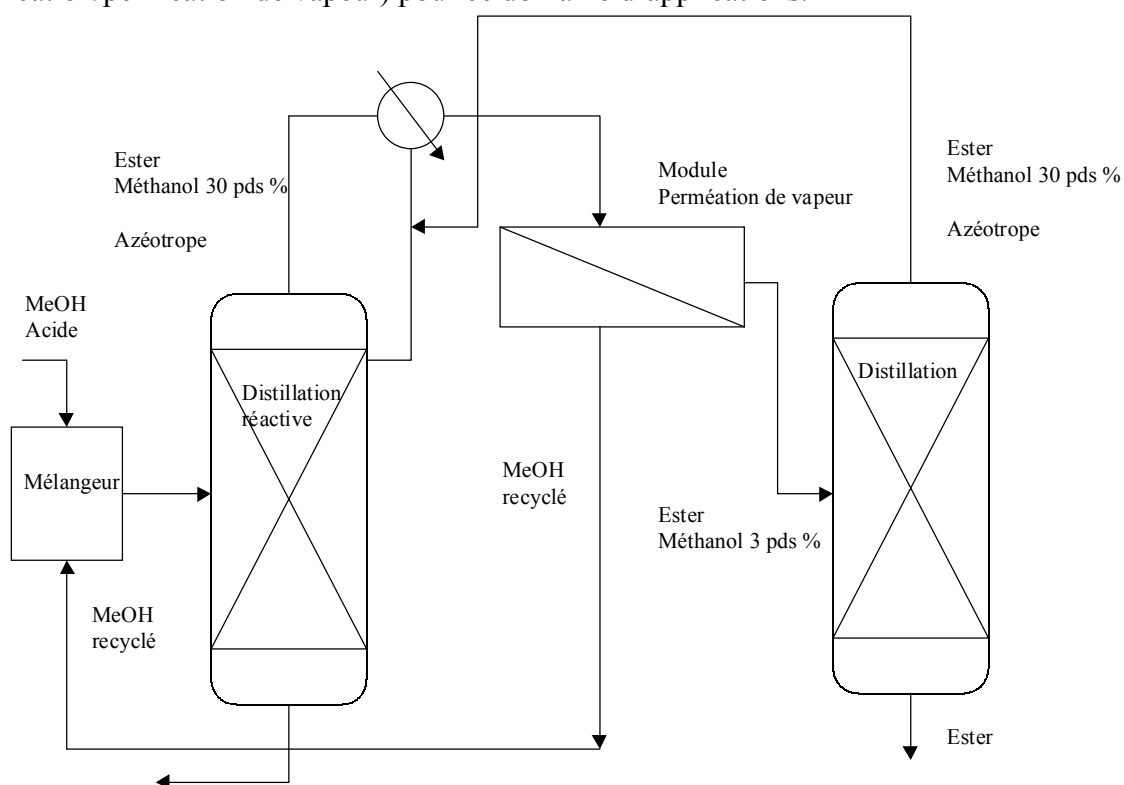 Ester
Méthanol 30 pds %
Azéotrope
MeOH
Acide
Mélangeur
MeOH
recyclé
Distillation
réactive
Module
Perméation de vapeur
MeOH
recyclé
Ester
Méthanol 3 pds %
Ester
Méthanol 30 pds %
Azéotrope
Distillation
Ester